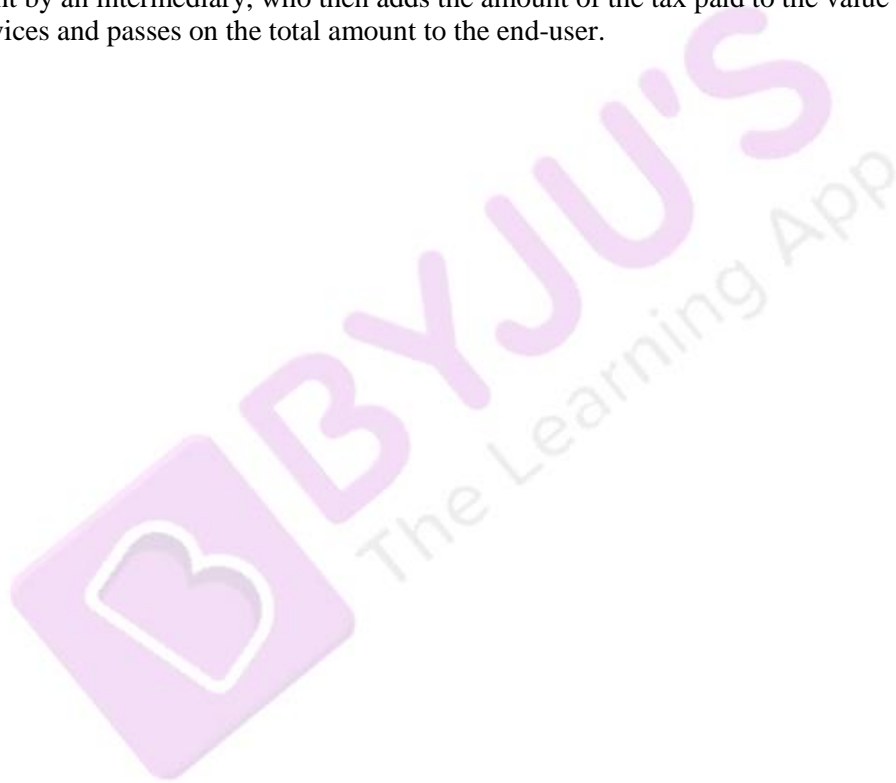 by an intermediary, who then adds the amount of the tax paid to the value
vices and passes on the total amount to the end-user.
BYJU'S
The Learning App